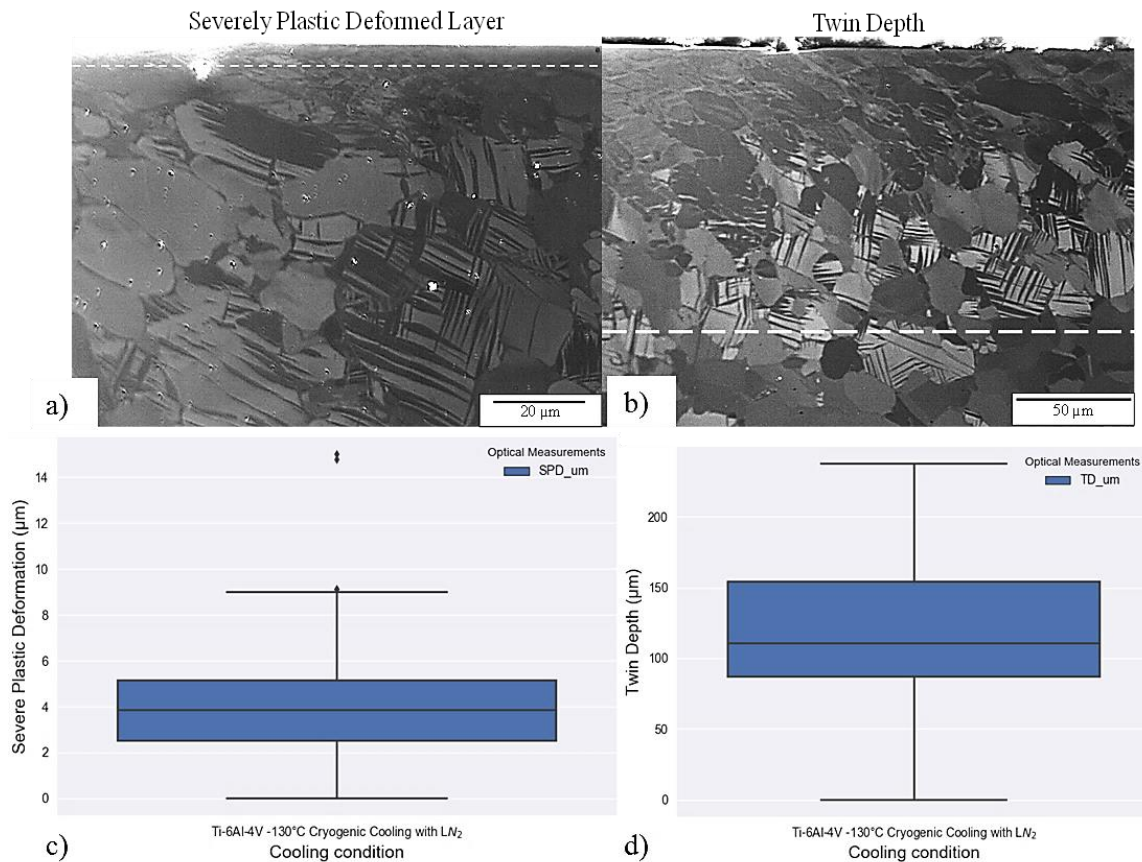 Severely Plastic Deformed Layer
Twin Depth
a)
20 µm
b)
50 µm
Optical Measurements
SPD_um
Severe Plastic Deformation (µm)
14
12
10
8
6
4
2
0
Ti-6Al-4V -130°C Cryogenic Cooling with LN₂
Cooling condition
c)
Optical Measurements
TD_um
Twin Depth (µm)
200
150
100
50
0
Ti-6Al-4V -130°C Cryogenic Cooling with LN₂
Cooling condition
d)